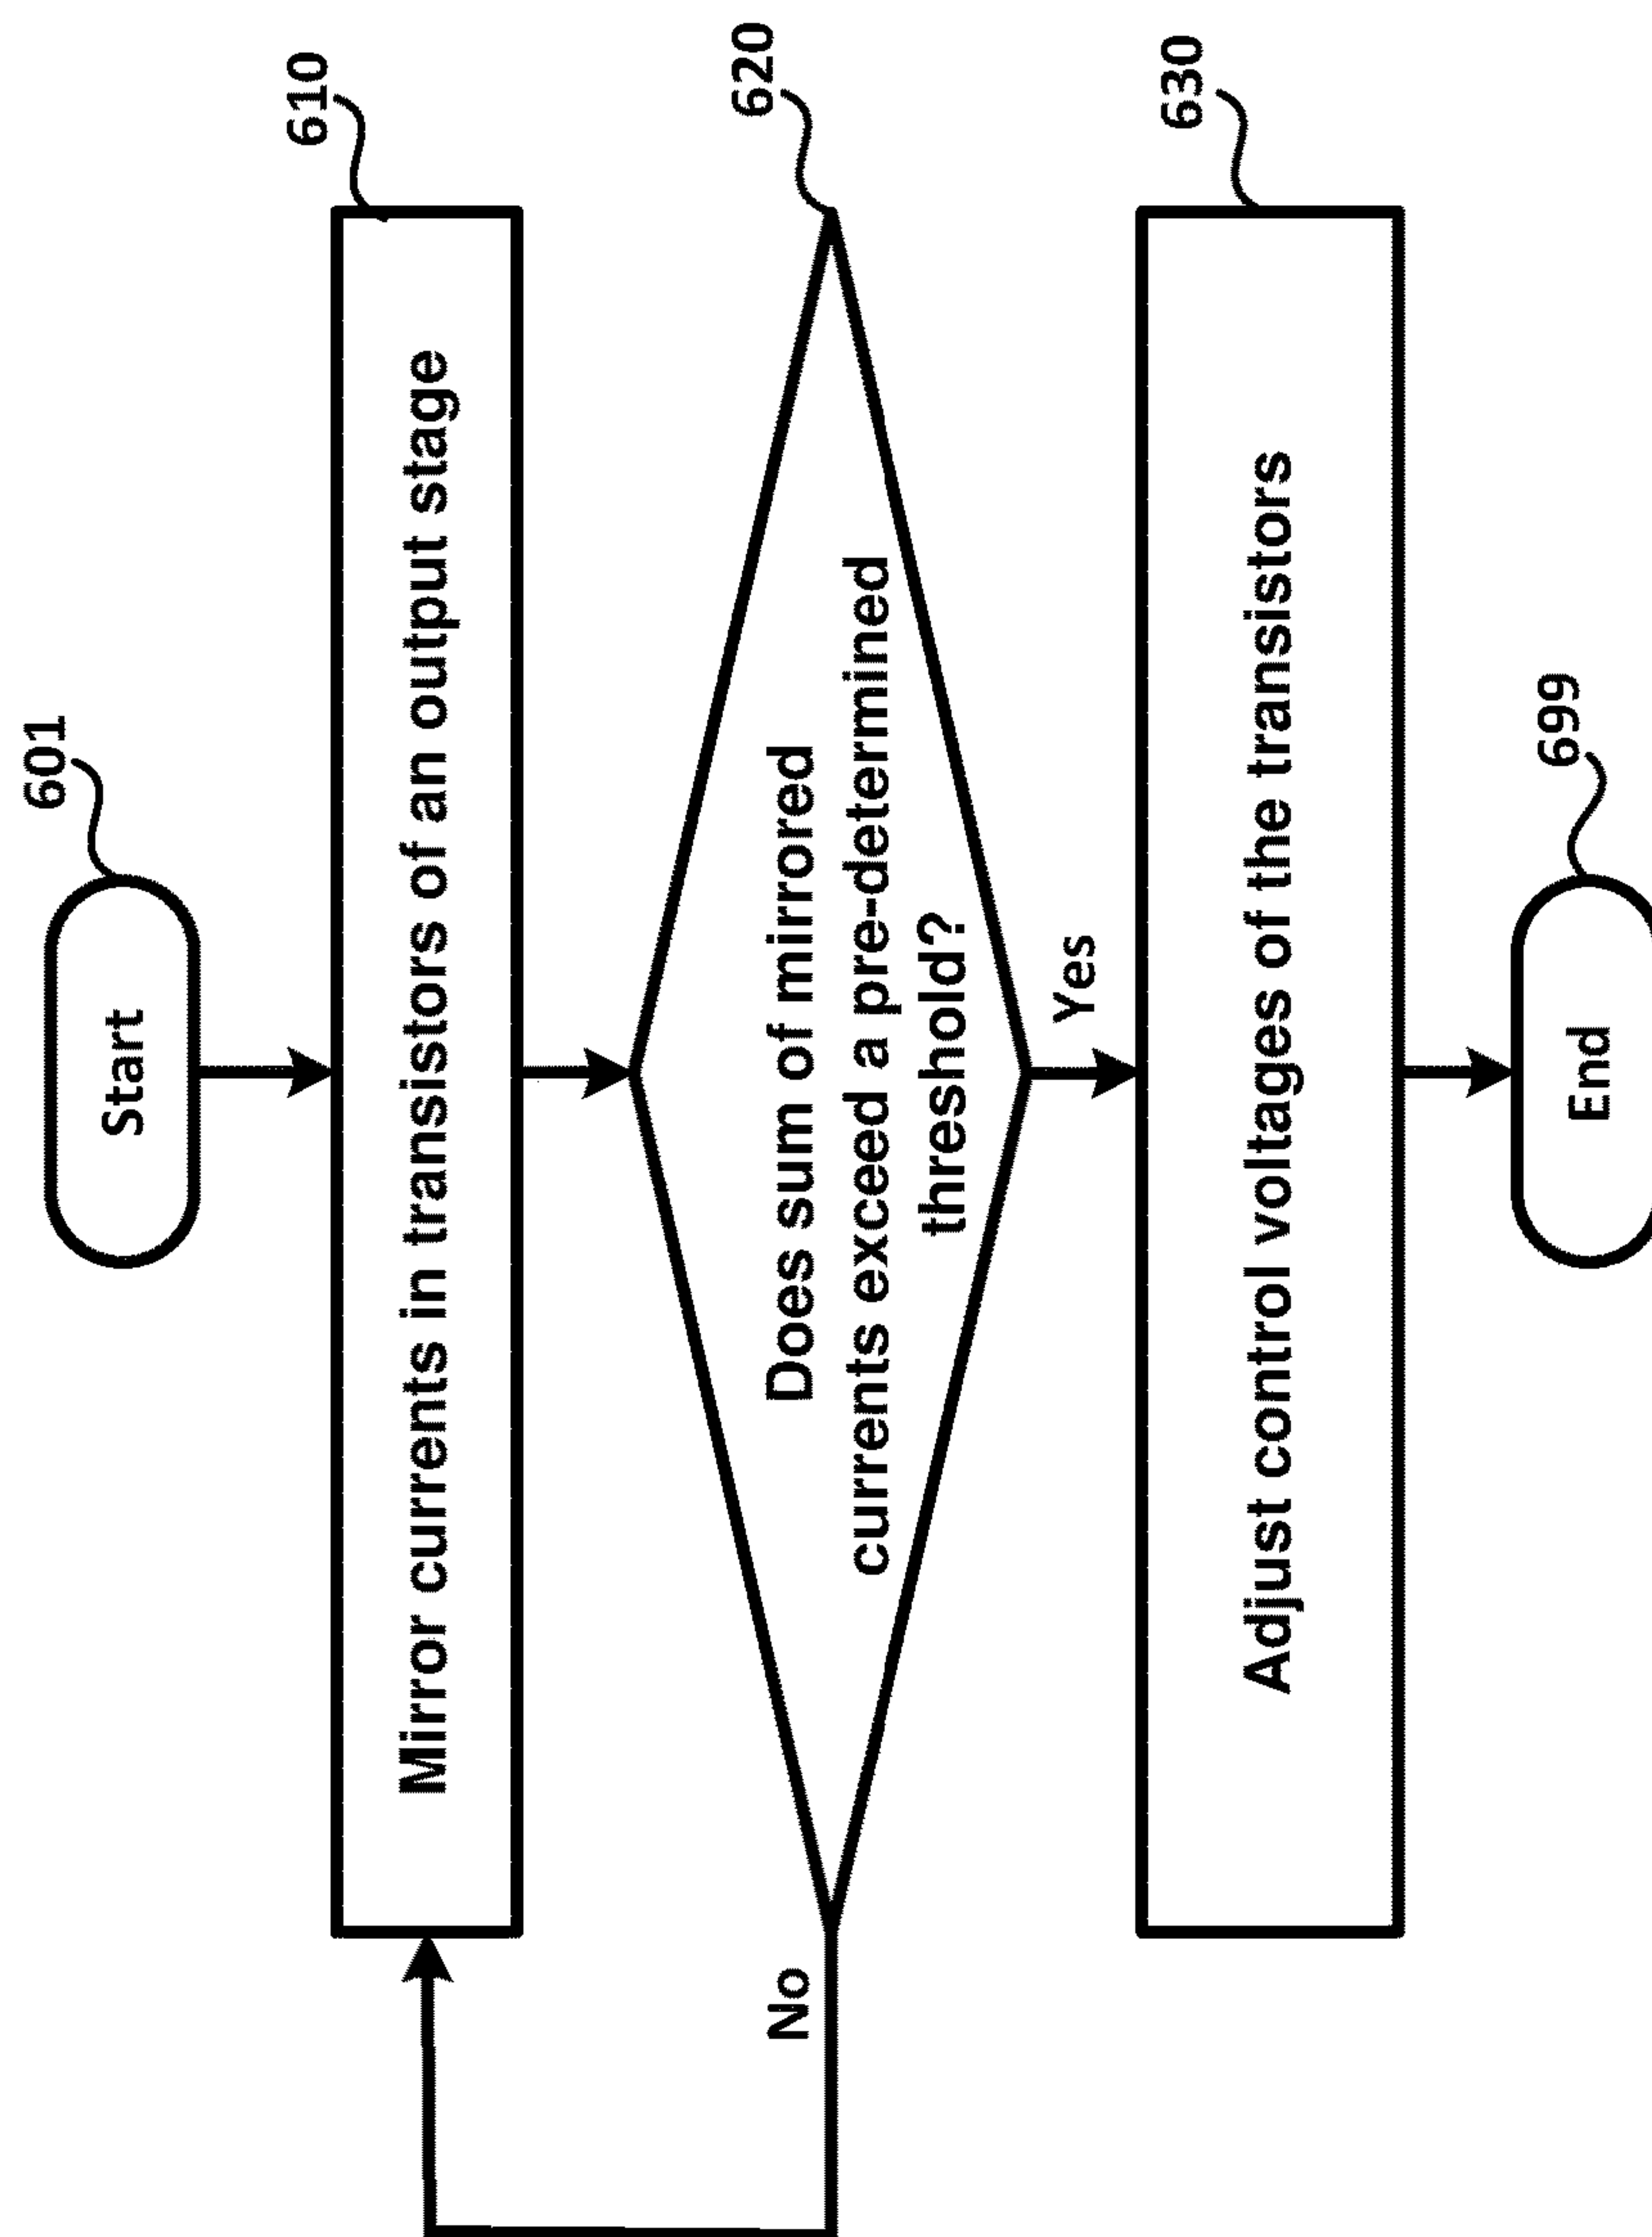 601
Start
610
Mirror currents in transistors of an output stage
620
Does sum of mirrored
currents exceed a pre-determined
threshold?
No
Yes
630
Adjust control voltages of the transistors
699
End